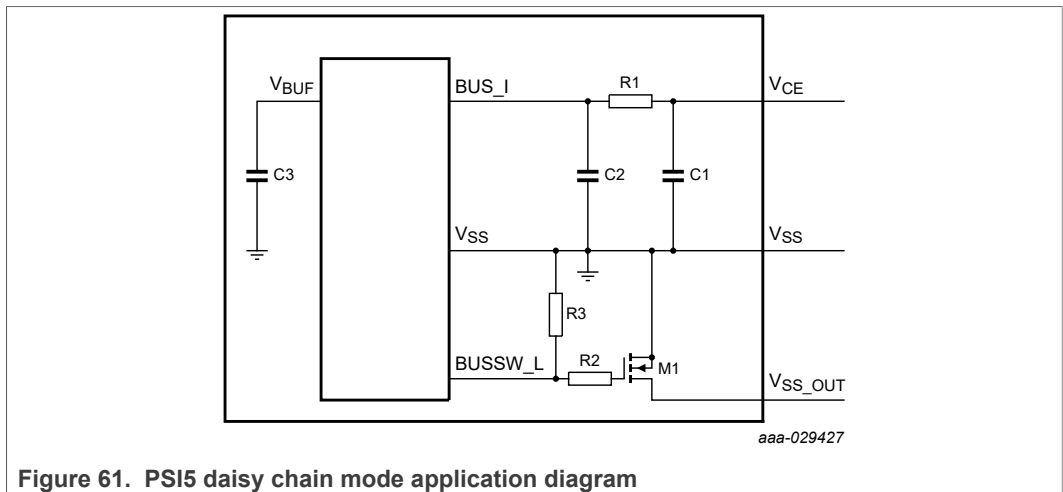 VBUF
BUS_I
R1
VCE
C3
C2
C1
VSS
VSS
R3
BUSSW_L
R2
M1
VSS_OUT
aaa-029427
Figure 61. PSI5 daisy chain mode application diagram